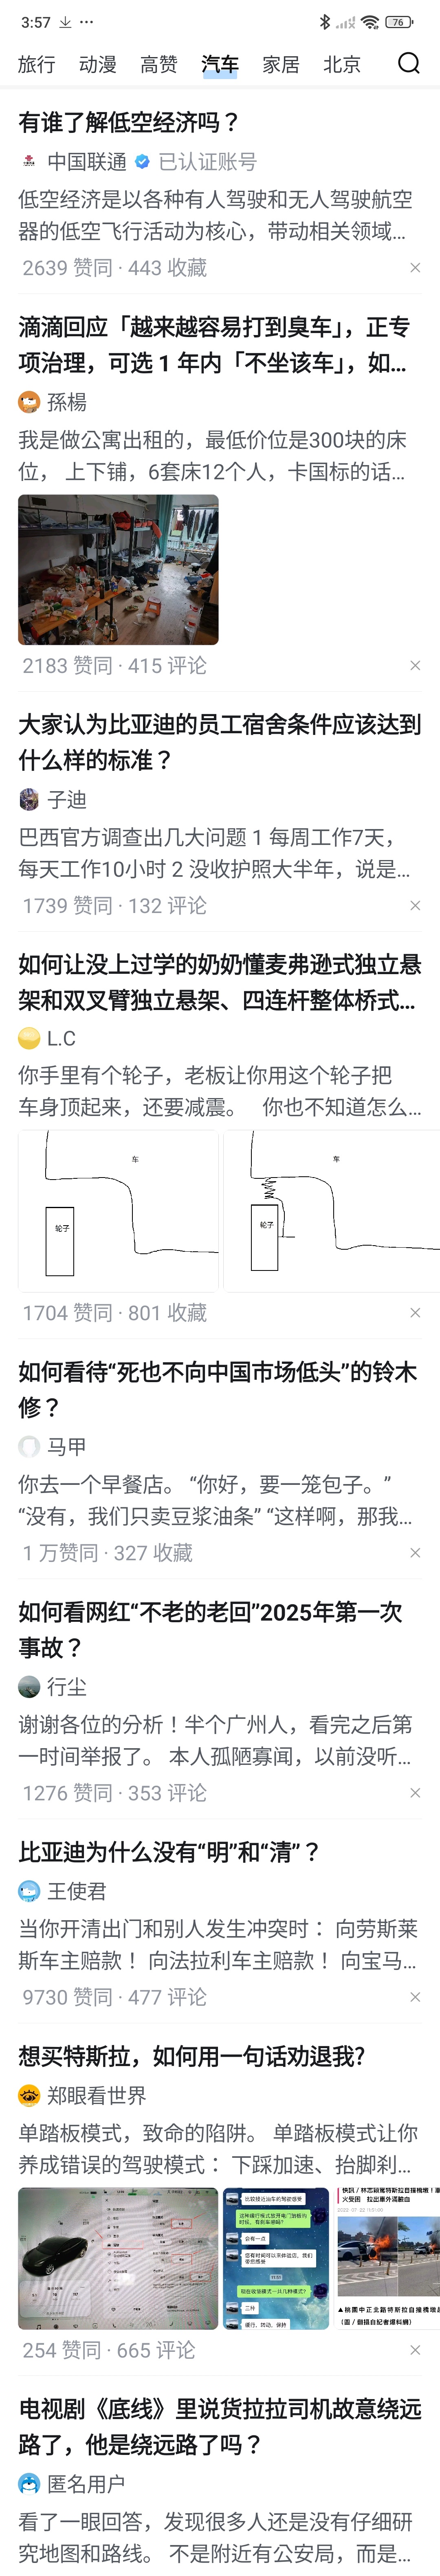 3:57
76
旅行 动漫 高赞 汽车 家居 北京
有谁了解低空经济吗？
中国联通 已认证账号
低空经济是以各种有人驾驶和无人驾驶航空
器的低空飞行活动为核心，带动相关领域...
2639 赞同 · 443 收藏
滴滴回应「越来越容易打到臭车」，正专
项治理，可选 1 年内「不坐该车」，如...
孫楊
我是做公寓出租的，最低价位是300块的床
位， 上下铺，6套床12个人，卡国标的话...
2183 赞同 · 415 评论
大家认为比亚迪的员工宿舍条件应该达到
什么样的标准？
子迪
巴西官方调查出几大问题 1 每周工作7天，
每天工作10小时 2 没收护照大半年，说是...
1739 赞同 · 132 评论
如何让没上过学的奶奶懂麦弗逊式独立悬
架和双叉臂独立悬架、四连杆整体桥式...
L.C
你手里有个轮子，老板让你用这个轮子把
车身顶起来，还要减震。 你也不知道怎么...
车
轮子
车
轮子
1704 赞同 · 801 收藏
如何看待“死也不向中国市场低头”的铃木
修？
马甲
你去一个早餐店。 “你好，要一笼包子。”
“没有，我们只卖豆浆油条” “这样啊，那我...
1 万赞同 · 327 收藏
如何看网红“不老的老回”2025年第一次
事故？
行尘
谢谢各位的分析！半个广州人，看完之后第
一时间举报了。 本人孤陋寡闻，以前没听...
1276 赞同 · 353 评论
比亚迪为什么没有“明”和“清”？
王使君
当你开清出门和别人发生冲突时： 向劳斯莱
斯车主赔款！ 向法拉利车主赔款！ 向宝马...
9730 赞同 · 477 评论
想买特斯拉，如何用一句话劝退我?
郑眼看世界
单踏板模式，致命的陷阱。 单踏板模式让你
养成错误的驾驶模式： 下踩加速、抬脚刹...
会有一点
三种
▲桃園中正北路特斯拉自撞橋墩
254 赞同 · 665 评论
电视剧《底线》里说货拉拉司机故意绕远
路了，他是绕远路了吗？
匿名用户
看了一眼回答，发现很多人还是没有仔细研
究地图和路线。 不是附近有公安局，而是...